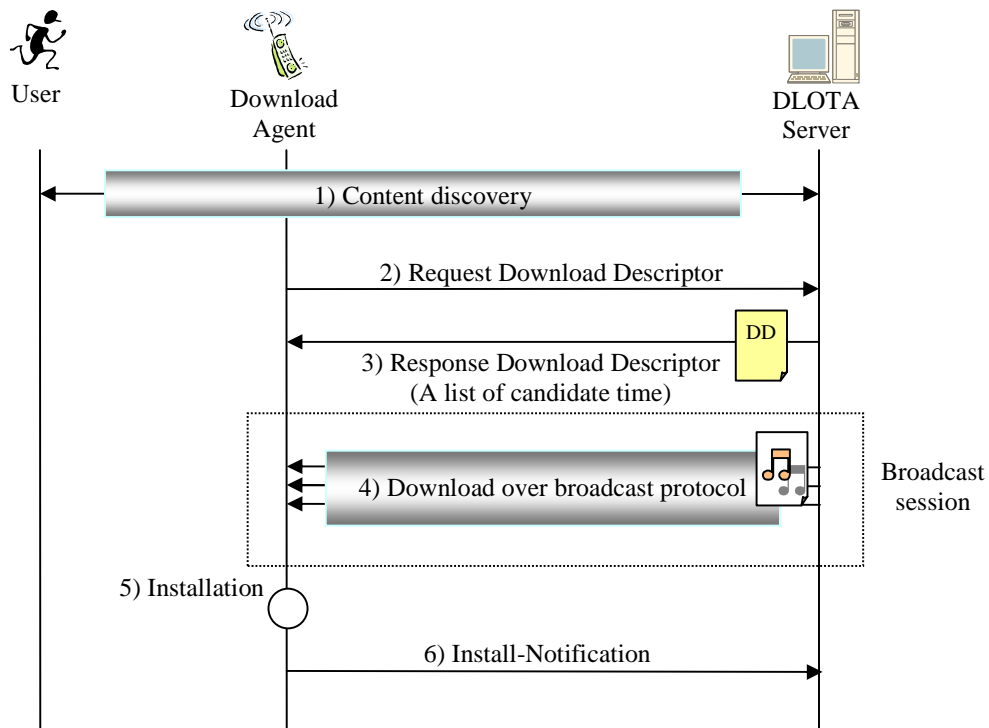 User
Download
Agent
DLOTA
Server
1) Content discovery
2) Request Download Descriptor
DD
3) Response Download Descriptor
(A list of candidate time)
4) Download over broadcast protocol
Broadcast
session
5) Installation
6) Install-Notification